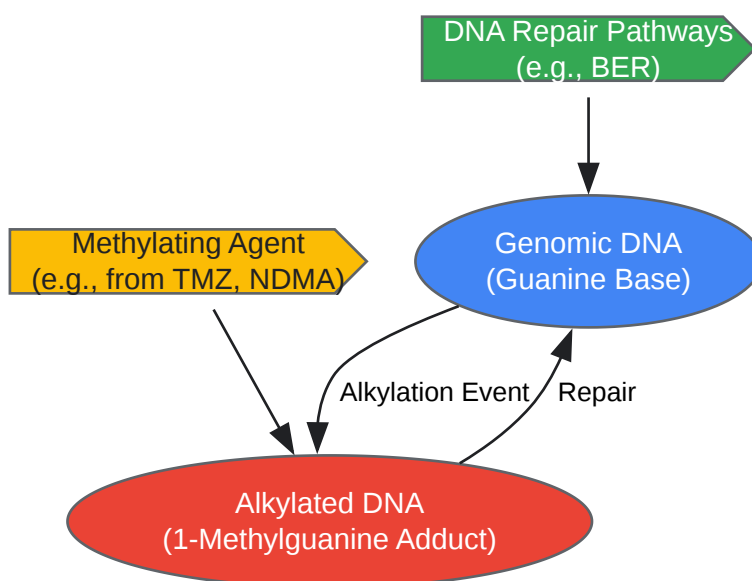 DNA Repair Pathways
(e.g., BER)
Methylating Agent
(e.g., from TMZ, NDMA)
Genomic DNA
(Guanine Base)
Alkylation Event
Repair
Alkylated DNA
(1-Methylguanine Adduct)